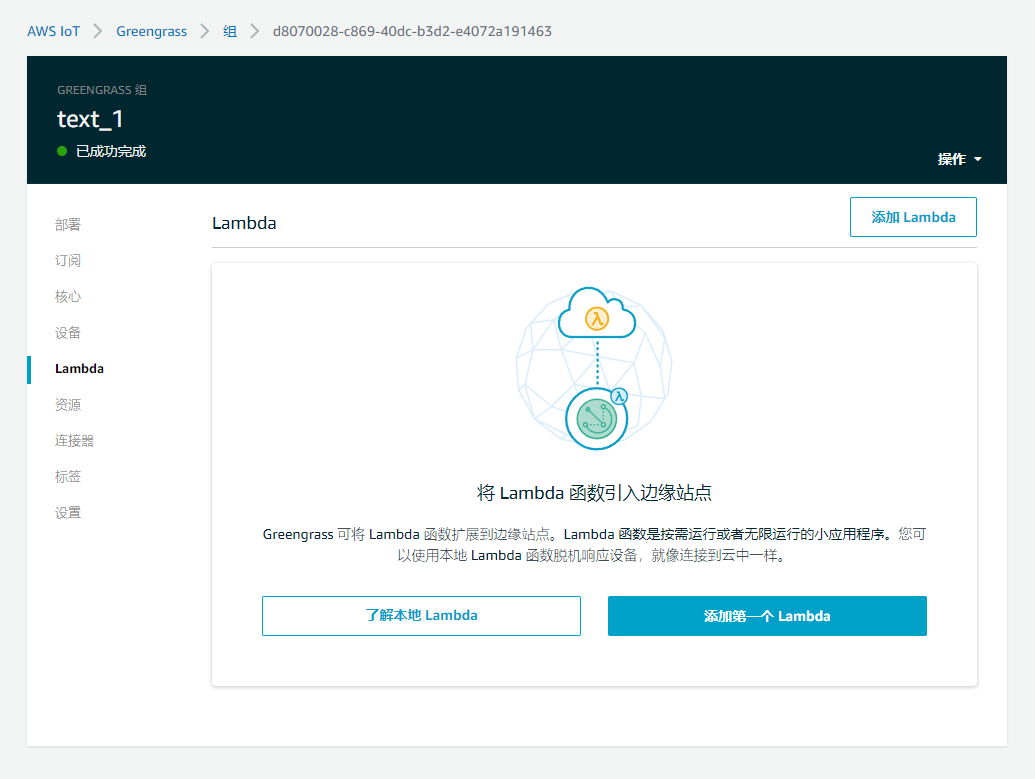 AWS IoT Greengrass 组 d8070028-c869-40dc-b3d2-e4072a191463
GREENGRASS 组
text_1
已成功完成
操作
部署
订阅
核心
设备
Lambda
资源
连接器
标签
设置
Lambda
添加 Lambda
将 Lambda 函数引入边缘站点
Greengrass 可将 Lambda 函数扩展到边缘站点。Lambda 函数是按需运行或者无限运行的小应用程序。您可
以使用本地 Lambda 函数脱机响应设备，就像连接到云中一样。
了解本地 Lambda
添加第一个 Lambda